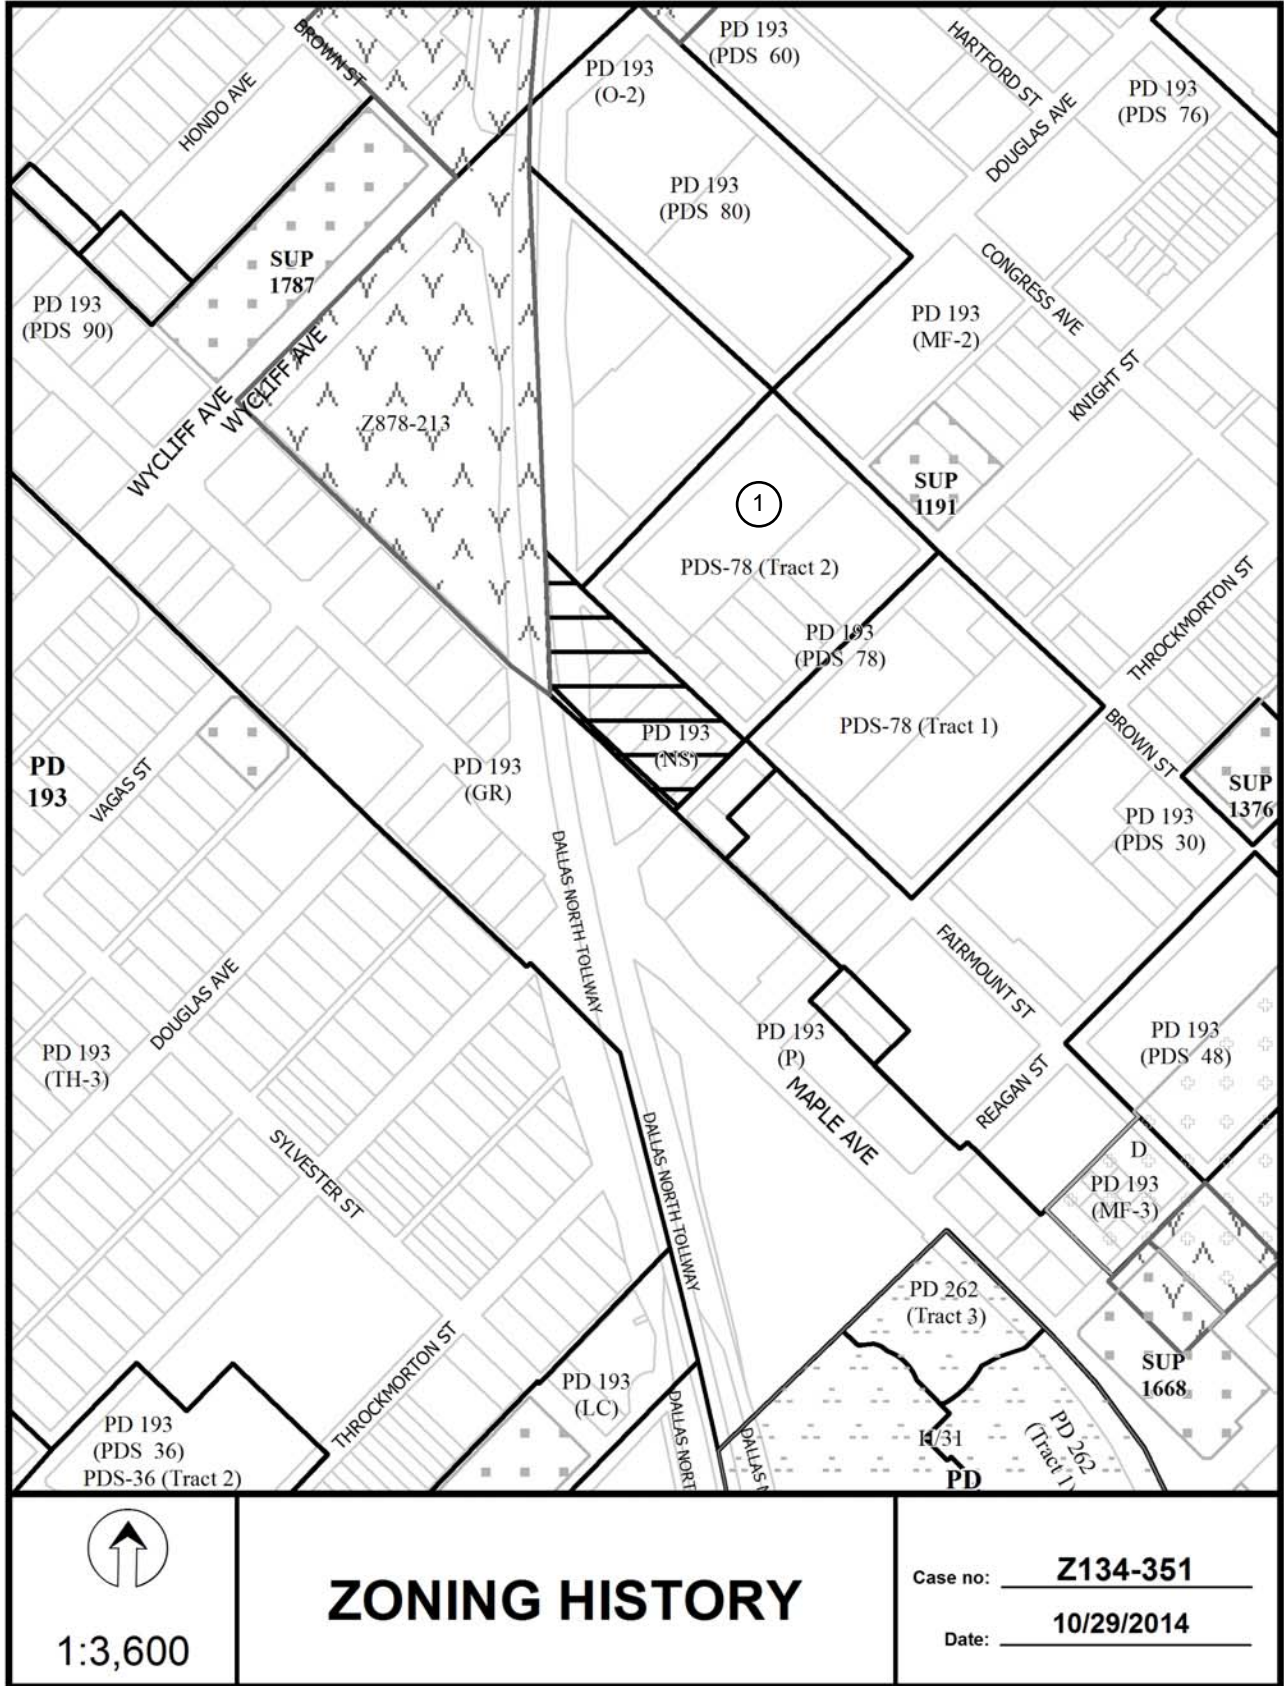 BROWN ST
HONDO AVE
PD 193
(O-2)
PD 193
(PDS 60)
HARTFORD ST
DOUGLAS AVE
PD 193
(PDS 76)
PD 193
(PDS 80)
SUP
1787
PD 193
(PDS 90)
WYCLIFF AVE
WYCLIFF AVE
CONGRESS AVE
PD 193
(MF-2)
KNIGHT ST
Z878-213
SUP
1191
1
PDS-78 (Tract 2)
PD 193
(PDS 78)
THROCKMORTON ST
PDS-78 (Tract 1)
BROWN ST
PD 193
(NS)
PD 193
(GR)
PD
193
VAGAS ST
SUP
1376
PD 193
(PDS 30)
DALLAS NORTH TOLLWAY
FAIRMOUNT ST
DOUGLAS AVE
PD 193
(TH-3)
PD 193
(P)
PD 193
(PDS 48)
MAPLE AVE
REAGAN ST
SYLVESTER ST
DALLAS NORTH TOLLWAY
D
PD 193
(MF-3)
PD 262
(Tract 3)
THROCKMORTON ST
PD 193
(LC)
SUP
1668
PD 193
(PDS 36)
PDS-36 (Tract 2)
DALLAS NORT
DALLAS N
H/31
PD
PD 262
(Tract 1)
1:3,600
ZONING HISTORY
Case no: Z134-351
Date: 10/29/2014